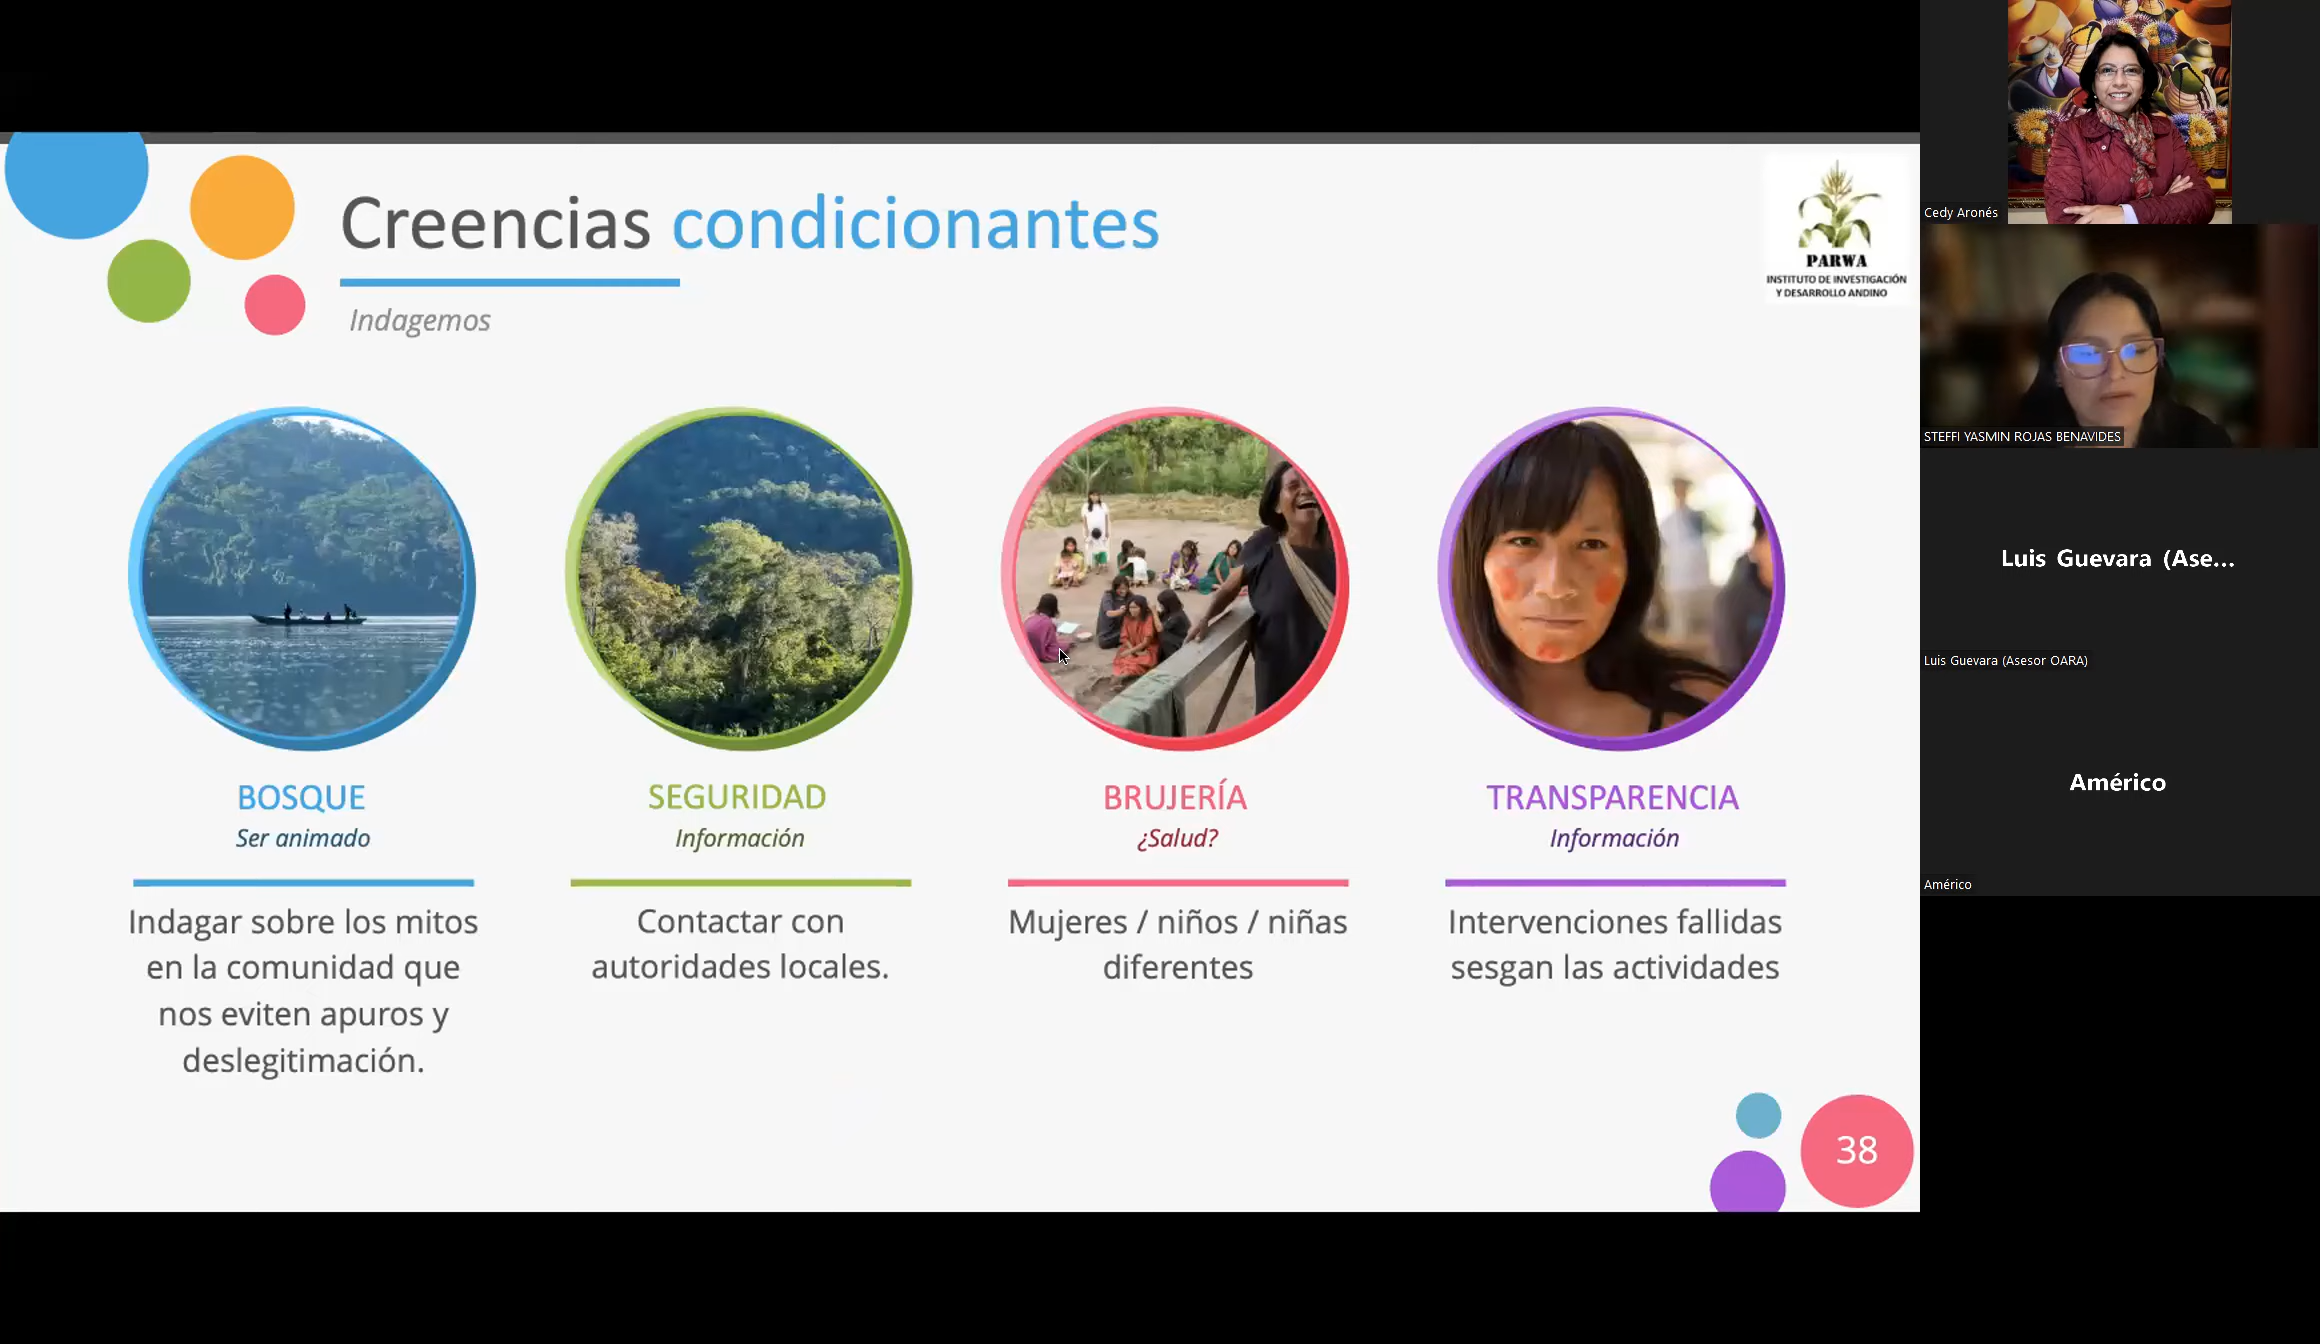 Creencias condicionantes
Indagemos
PARWA
INSTITUTO DE INVESTIGACIÓN
Y DESARROLLO ANDINO
BOSQUE
Ser animado
Indagar sobre los mitos
en la comunidad que
nos eviten apuros y
deslegitimación.
SEGURIDAD
Información
Contactar con
autoridades locales.
BRUJERÍA
¿Salud?
Mujeres / niños / niñas
diferentes
TRANSPARENCIA
Información
Intervenciones fallidas
sesgan las actividades
38
Cedy Aronés
STEFFI YASMIN ROJAS BENAVIDES
Luis Guevara (Ase...
Luis Guevara (Asesor OARA)
Américo
Américo